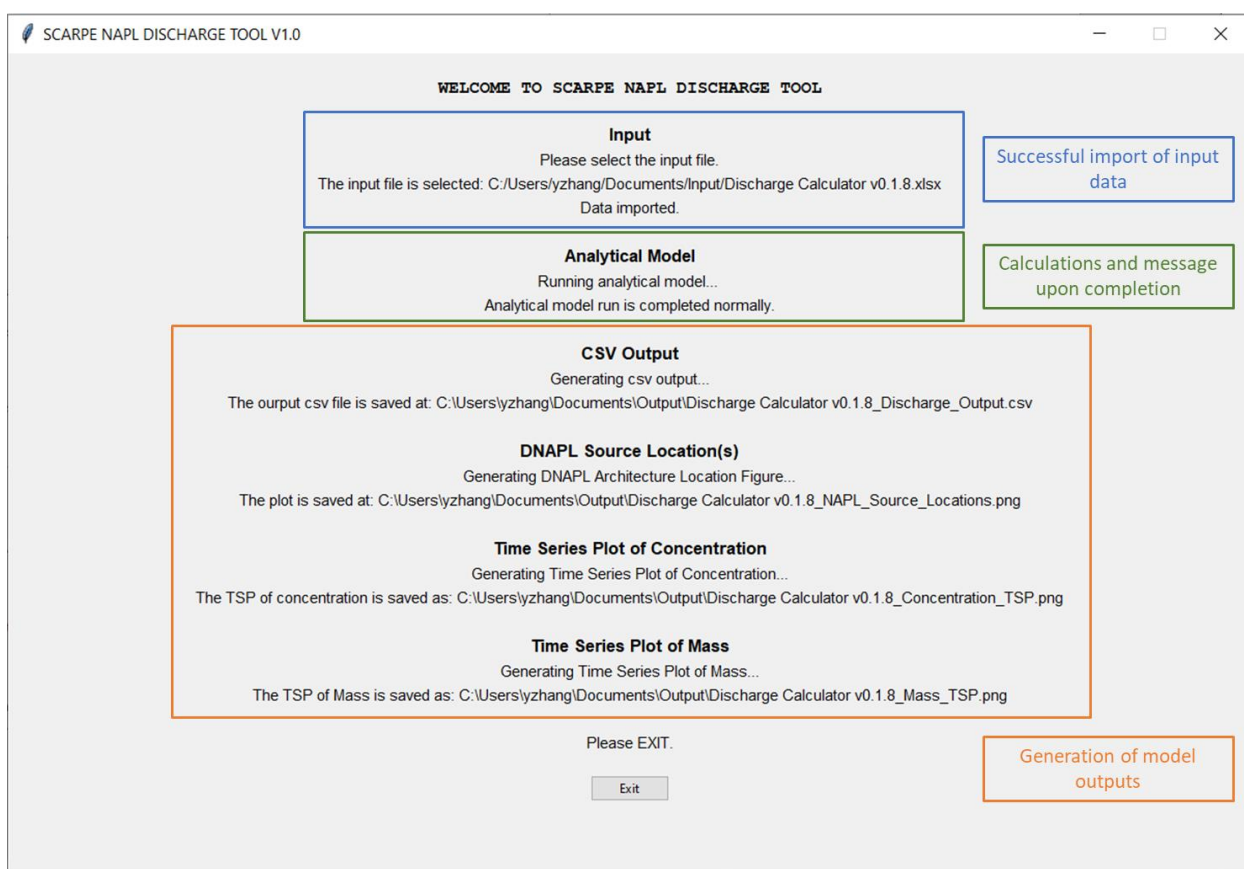 SCARPE NAPL DISCHARGE TOOL V1.0
WELCOME TO SCARPE NAPL DISCHARGE TOOL
Input
Please select the input file.
The input file is selected: C:/Users/yzhang/Documents/Input/Discharge Calculator v0.1.8.xlsx
Data imported.
Successful import of input
data
Analytical Model
Running analytical model...
Analytical model run is completed normally.
Calculations and message
upon completion
CSV Output
Generating csv output...
The ourput csv file is saved at: C:\Users\yzhang\Documents\Output\Discharge Calculator v0.1.8_Discharge_Output.csv
DNAPL Source Location(s)
Generating DNAPL Architecture Location Figure...
The plot is saved at: C:\Users\yzhang\Documents\Output\Discharge Calculator v0.1.8_NAPL_Source_Locations.png
Time Series Plot of Concentration
Generating Time Series Plot of Concentration...
The TSP of concentration is saved as: C:\Users\yzhang\Documents\Output\Discharge Calculator v0.1.8_Concentration_TSP.png
Time Series Plot of Mass
Generating Time Series Plot of Mass...
The TSP of Mass is saved as: C:\Users\yzhang\Documents\Output\Discharge Calculator v0.1.8_Mass_TSP.png
Please EXIT.
Exit
Generation of model
outputs